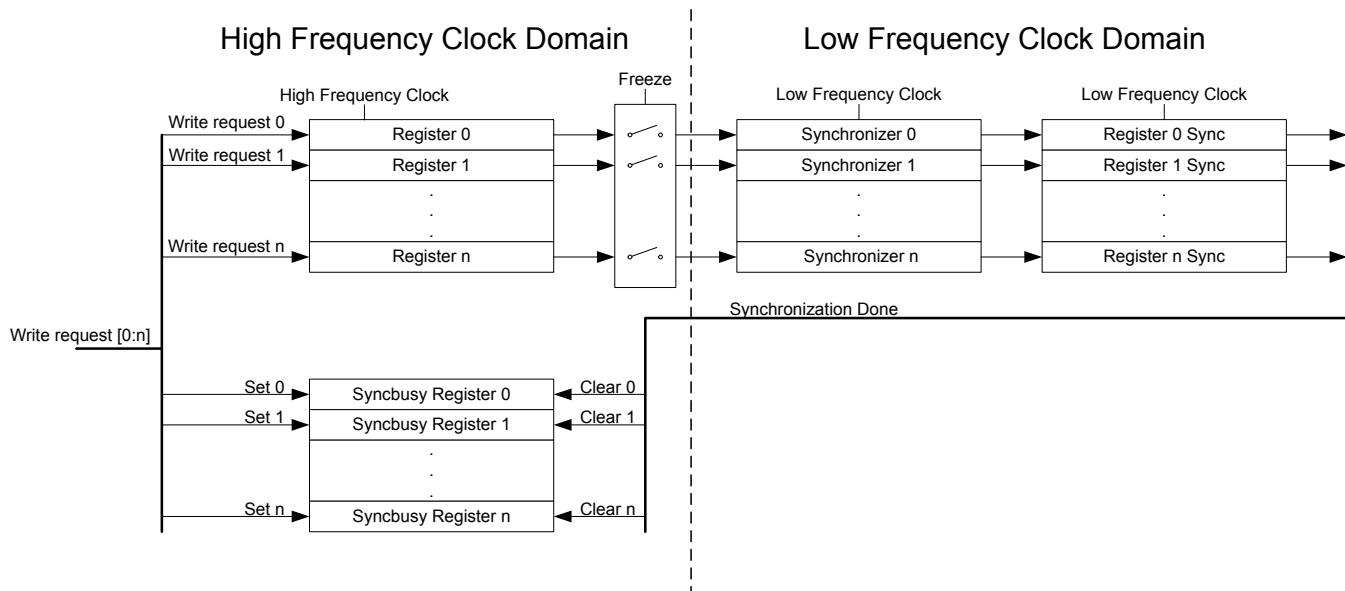 High Frequency Clock Domain
Low Frequency Clock Domain
Freeze
High Frequency Clock
Low Frequency Clock
Low Frequency Clock
Write request 0
Register 0
Synchronizer 0
Register 0 Sync
Write request 1
Register 1
Synchronizer 1
Register 1 Sync
.
.
.
.
.
.
.
.
.
Write request n
Register n
Synchronizer n
Register n Sync
Synchronization Done
Write request [0:n]
Set 0
Syncbusy Register 0
Clear 0
Set 1
Syncbusy Register 1
Clear 1
.
.
.
Set n
Syncbusy Register n
Clear n